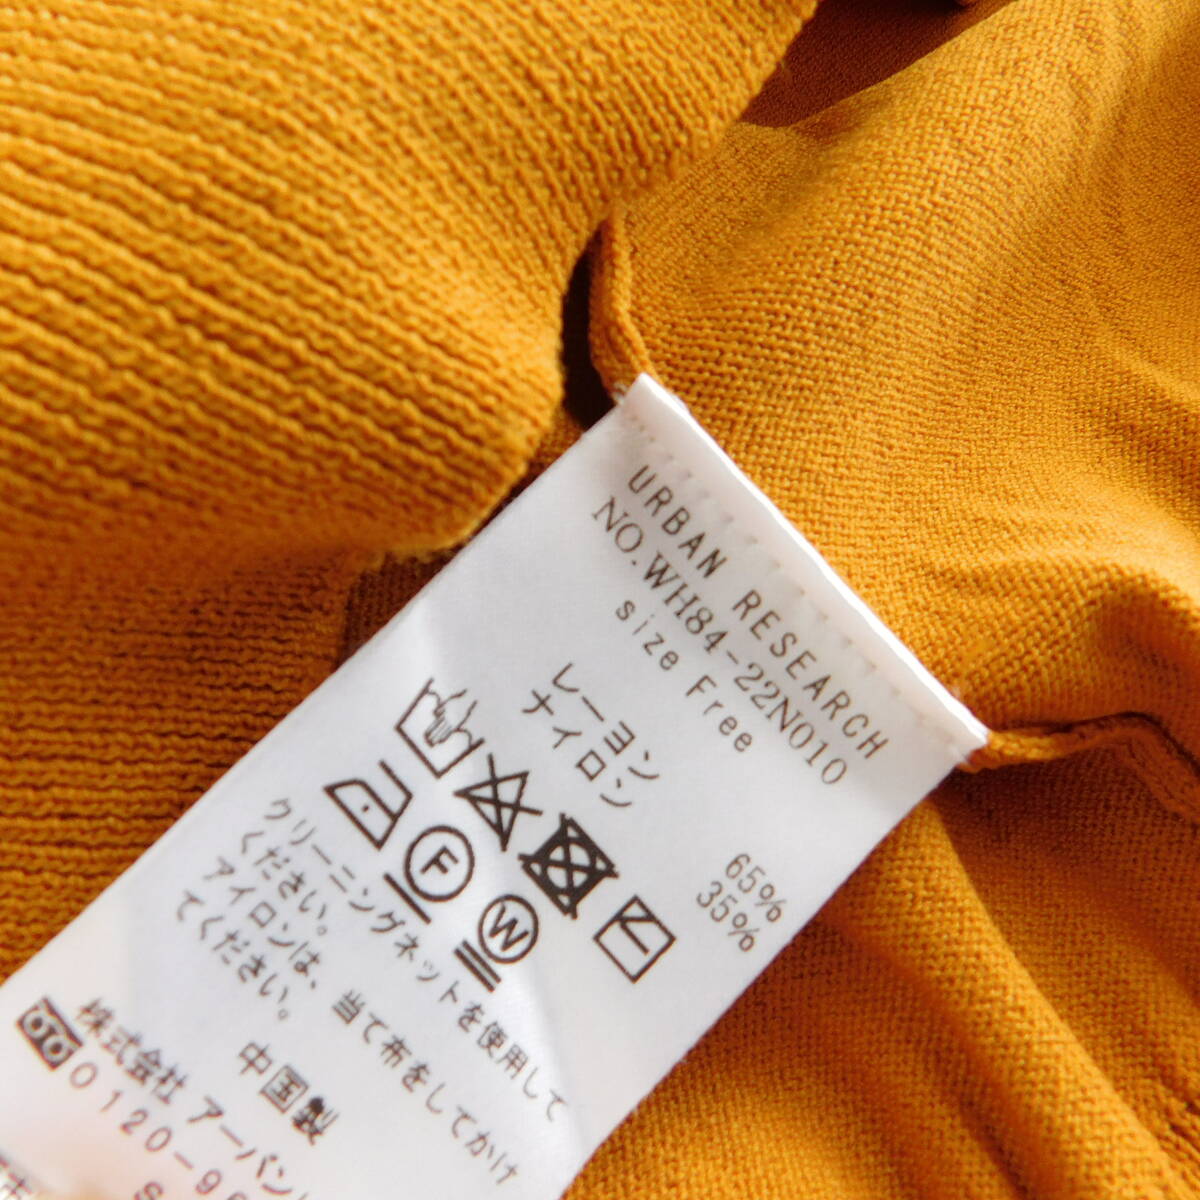 URBAN RESEARCH
NO.WH84-22N010
size Free
レーヨン 65%
ナイロン 35%
F
W
クリーニングネットを使用して
ください。
アイロンは、当て布をしてかけ
てください。
中国製
株式会社 アーバン
0120-9
S